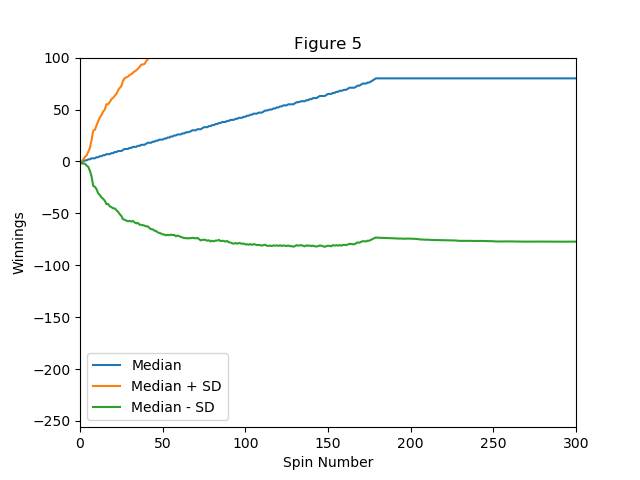 Figure 5
100
50
0
−50
−100
−150
−200
−250
Winnings
Median
Median + SD
Median - SD
0 50 100 150 200 250 300
Spin Number